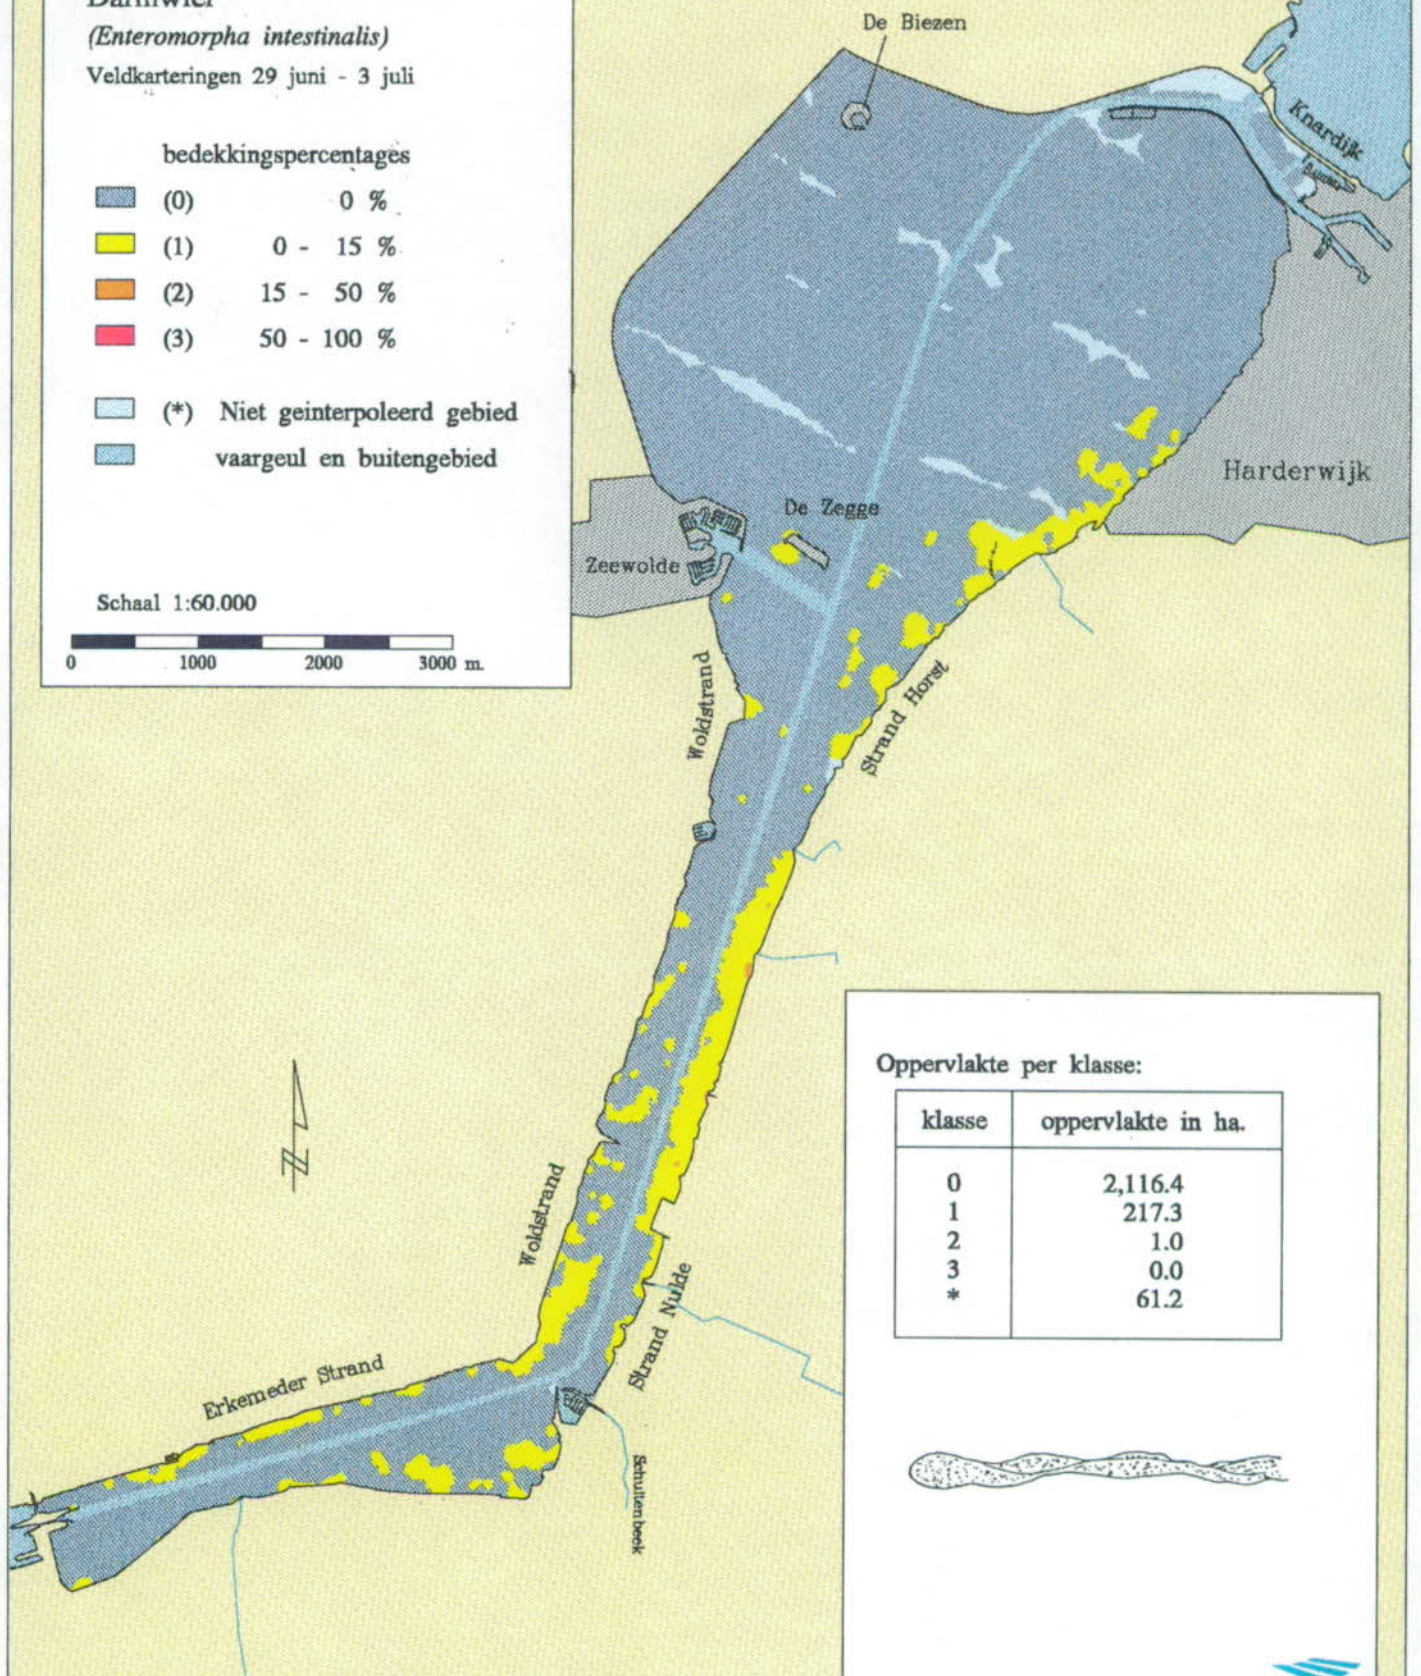 Darmwier
(Enteromorpha intestinalis)
Veldkarteringen 29 juni - 3 juli
bedekkingspercentages
(0) 0 %
(1) 0 - 15 %
(2) 15 - 50 %
(3) 50 - 100 %
(*) Niet geinterpoleerd gebied
vaargeul en buitengebied
Schaal 1:60.000
0 1000 2000 3000 m.
De Biezen
Knardijk
Harderwijk
De Zegge
Zeewolde
Woldstrand
Strand Horst
Woldstrand
Strand Nulde
Erkemeder Strand
Schuitenbeek
Oppervlakte per klasse:
klasse oppervlakte in ha.
0 2,116.4
1 217.3
2 1.0
3 0.0
* 61.2